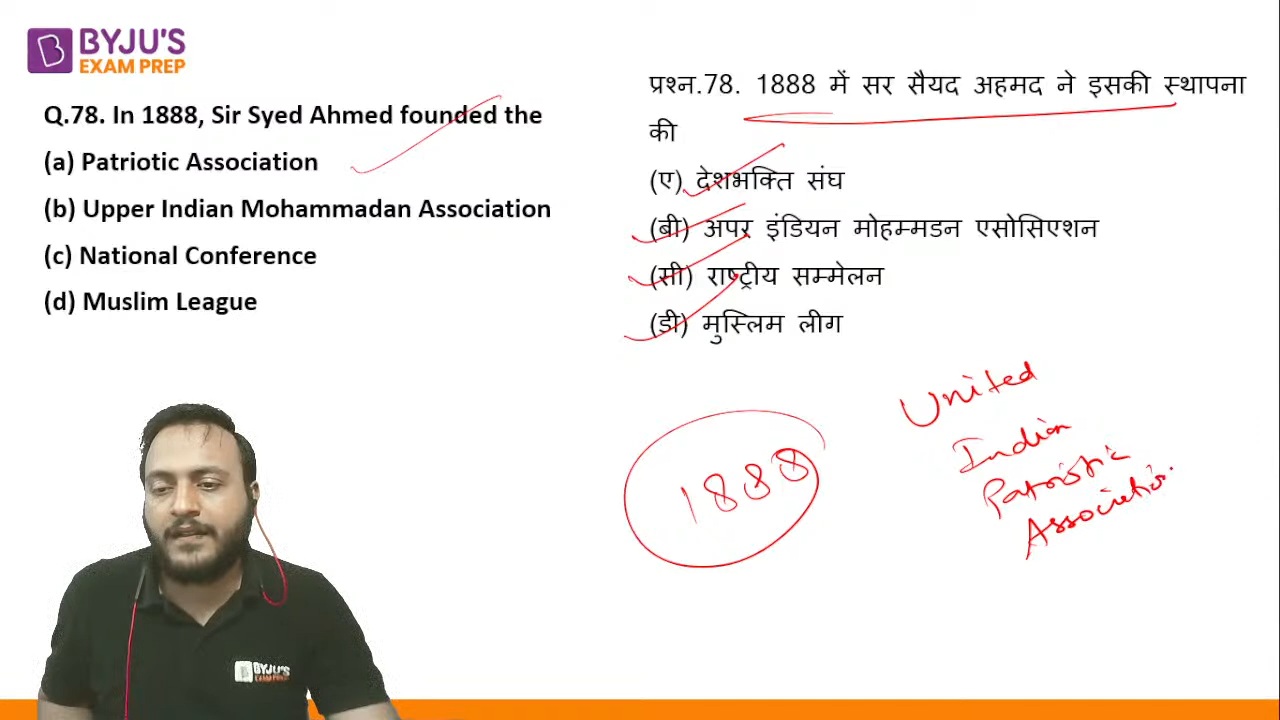 BYJU'S
EXAM PREP
Q.78. In 1888, Sir Syed Ahmed founded the
(a) Patriotic Association
(b) Upper Indian Mohammadan Association
(c) National Conference
(d) Muslim League
प्रश्न.78. 1888 में सर सैयद अहमद ने इसकी स्थापना
की
(ए) देशभक्ति संघ
(बी) अपर इंडियन मोहम्मडन एसोसिएशन
(सी) राष्ट्रीय सम्मेलन
(डी) मुस्लिम लीग
1888
United
Indian
Patriotic
Association
BYJU'S
EXAM PREP